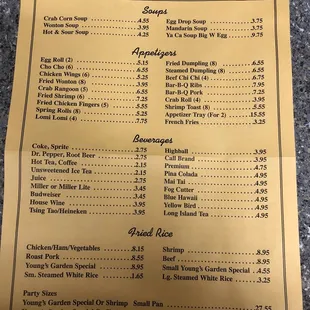 Soups
Crab Corn Soup 4.55
Wonton Soup 3.95
Hot & Sour Soup 4.25
Egg Drop Soup 3.75
Mandarin Soup 3.75
Ya Ca Soup Big W Egg 9.75
Appetizers
Egg Roll (2) 5.15
Cho Cho (6) 6.55
Chicken Wings (6) 5.25
Fried Wonton (8) 3.95
Crab Rangoon (5) 5.55
Fried Shrimp (6) 7.25
Fried Chicken Fingers (5) 5.55
Spring Rolls (8) 5.25
Lomi Lomi (4) 7.75
Fried Dumpling (8) 6.55
Steamed Dumpling (8) 6.55
Beef Chi Chi (4) 6.25
Bar-B-Q Ribs 7.95
Bar-B-Q Pork 7.25
Crab Roll (4) 3.95
Shrimp Toast (8) 5.55
Appetizer Tray (For 2) 15.55
French Fries 3.25
Beverages
Coke, Sprite 2.75
Dr. Pepper, Root Beer 2.75
Hot Tea, Coffee 2.15
Unsweetened Ice Tea 2.15
Juice 2.75
Miller or Miller Lite 3.45
Budweiser 3.45
House Wine 3.95
Tsing Tao/Heineken 3.95
Highball 3.95
Call Brand 3.95
Premium 4.75
Pina Colada 4.95
Mai Tai 4.95
Fog Cutter 4.95
Blue Hawaii 4.95
Yellow Bird 4.95
Long Island Tea 4.95
Fried Rice
Chicken/Ham/Vegetables 8.15
Roast Pork 8.55
Young's Garden Special 8.95
Sm. Steamed White Rice 1.65
Shrimp 8.95
Beef 8.95
Small Young's Garden Special 4.55
Lg. Steamed White Rice 3.25
Party Sizes
Young's Garden Special Or Shrimp Small Pan 27.55